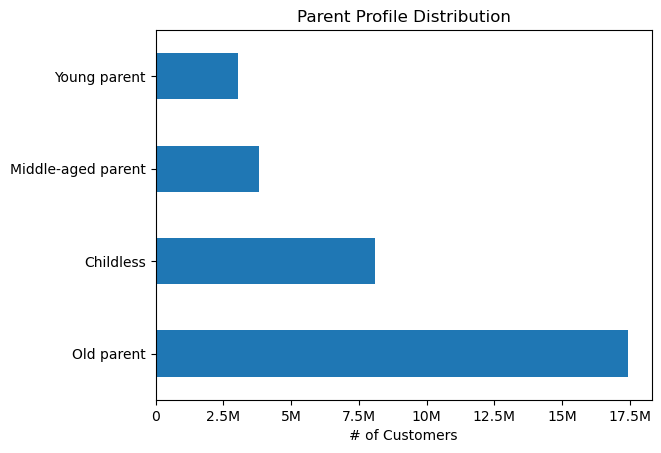 Parent Profile Distribution
Young parent
Middle-aged parent
Childless
Old parent
0 2.5M 5M 7.5M 10M 12.5M 15M 17.5M
# of Customers